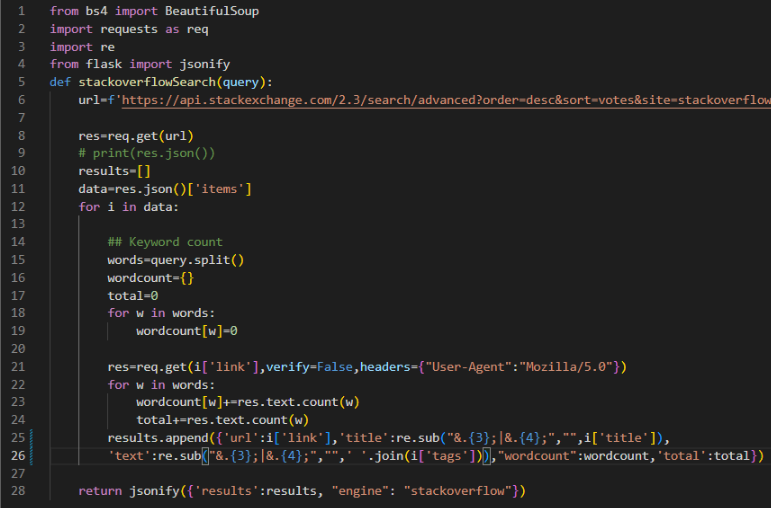 1 from bs4 import BeautifulSoup
2 import requests as req
3 import re
4 from flask import jsonify
5 def stackoverflowSearch(query):
6     url=f'https://api.stackexchange.com/2.3/search/advanced?order=desc&sort=votes&site=stackoverflow
7
8     res=req.get(url)
9     # print(res.json())
10     results=[]
11     data=res.json()['items']
12     for i in data:
13
14         ## Keyword count
15         words=query.split()
16         wordcount={}
17         total=0
18         for w in words:
19             wordcount[w]=0
20
21         res=req.get(i['link'],verify=False,headers={"User-Agent":"Mozilla/5.0"})
22         for w in words:
23             wordcount[w]+=res.text.count(w)
24             total+=res.text.count(w)
25         results.append({'url':i['link'],'title':re.sub("&.{3};|&.{4};","",i['title']),
26         'text':re.sub("&.{3};|&.{4};","",' '.join(i['tags'])),"wordcount":wordcount,'total':total})
27
28     return jsonify({'results':results, "engine": "stackoverflow"})